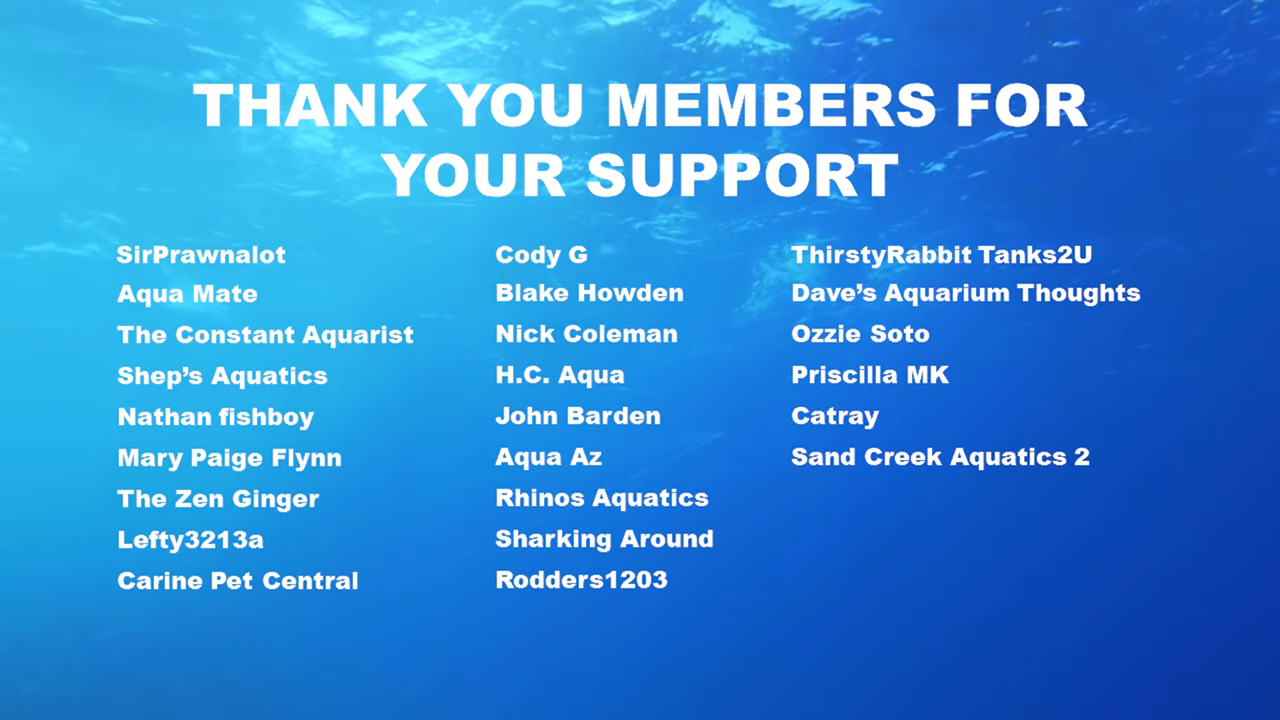 THANK YOU MEMBERS FOR
YOUR SUPPORT
SirPrawnalot
Aqua Mate
The Constant Aquarist
Shep’s Aquatics
Nathan fishboy
Mary Paige Flynn
The Zen Ginger
Lefty3213a
Carine Pet Central
Cody G
Blake Howden
Nick Coleman
H.C. Aqua
John Barden
Aqua Az
Rhinos Aquatics
Sharking Around
Rodders1203
ThirstyRabbit Tanks2U
Dave’s Aquarium Thoughts
Ozzie Soto
Priscilla MK
Catray
Sand Creek Aquatics 2